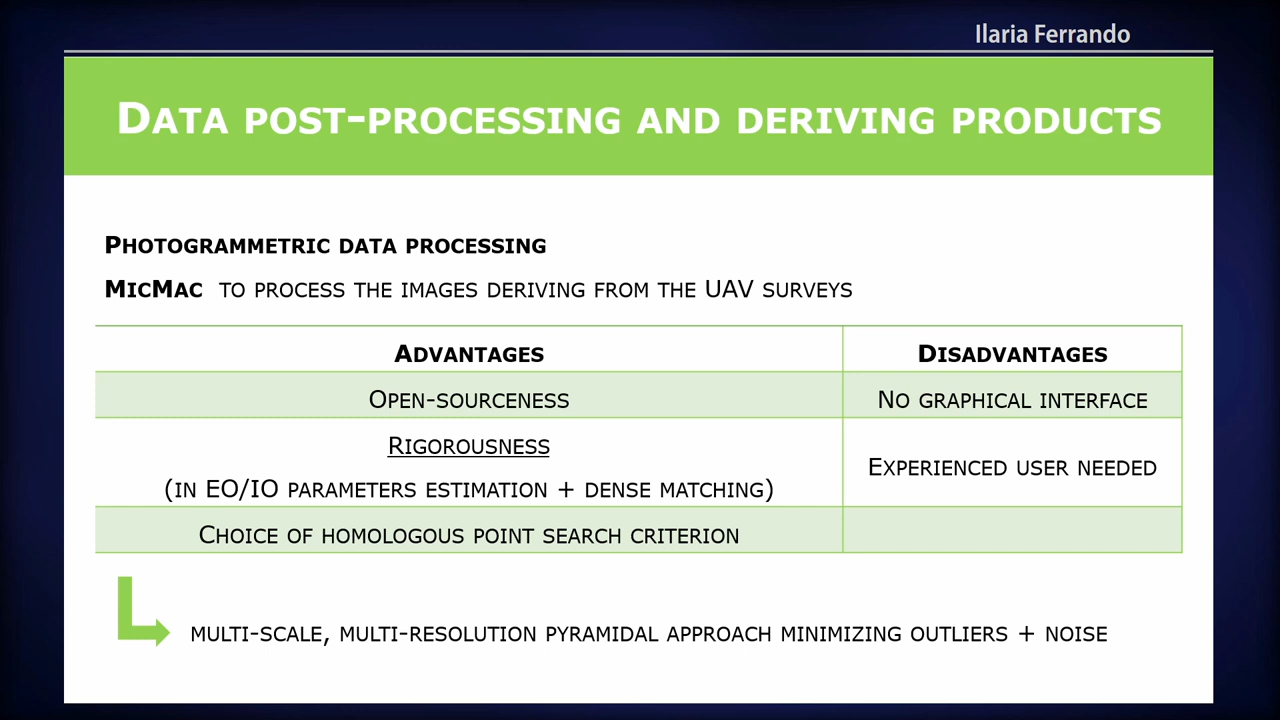 Ilaria Ferrando
Data post-processing and deriving products
Photogrammetric data processing
MicMac to process the images deriving from the UAV surveys
Advantages Disadvantages
Open-sourceness No graphical interface
Rigorousness
(in EO/IO parameters estimation + dense matching) Experienced user needed
Choice of homologous point search criterion
multi-scale, multi-resolution pyramidal approach minimizing outliers + noise